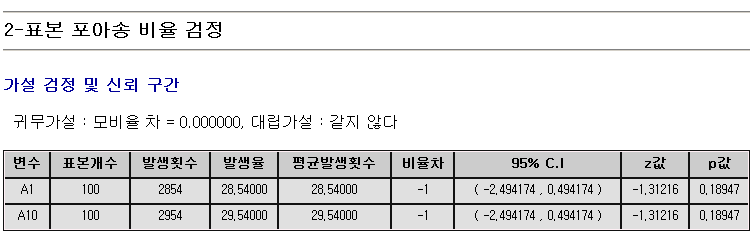 2-표본 포아송 비율 검정
가설 검정 및 신뢰 구간
귀무가설 : 모비율 차 = 0.000000, 대립가설 : 같지 않다
변수 표본개수 발생횟수 발생율 평균발생횟수 비율차 95% C.I z값 p값
A1 100 2854 28.54000 28.54000 -1 ( -2.494174 , 0.494174 ) -1.31216 0.18947
A10 100 2954 29.54000 29.54000 -1 ( -2.494174 , 0.494174 ) -1.31216 0.18947